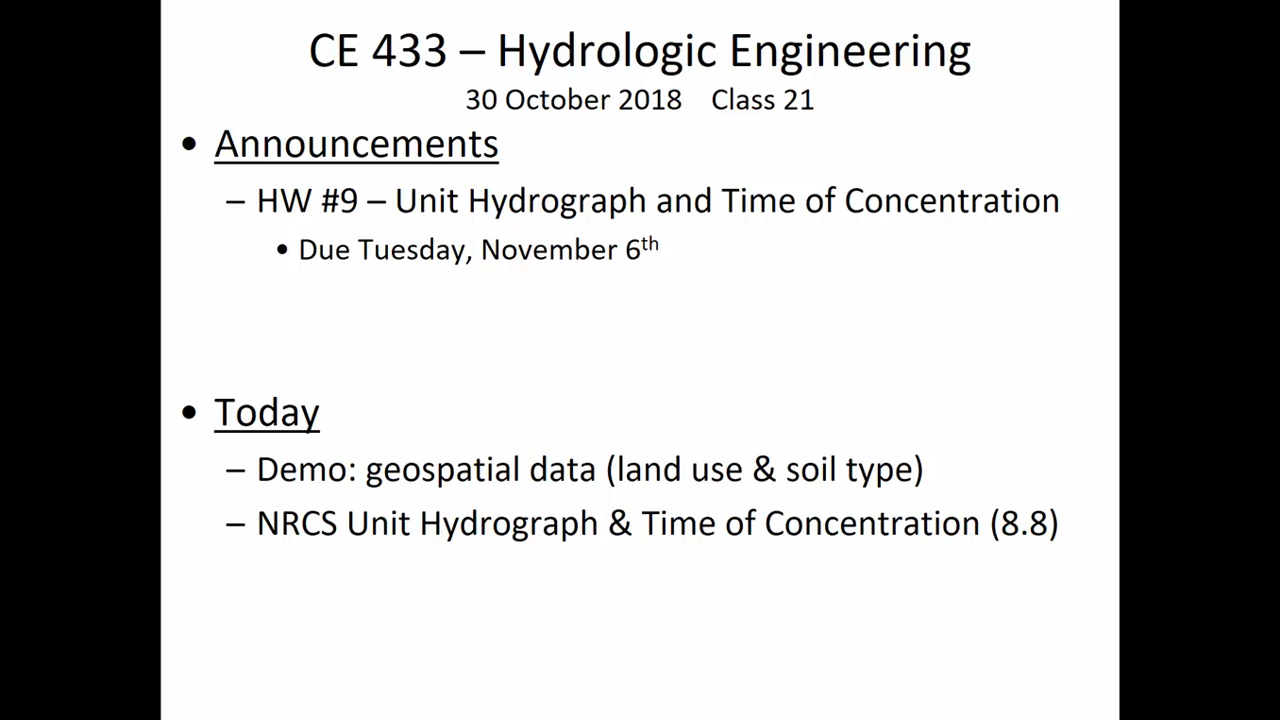 CE 433 – Hydrologic Engineering
30 October 2018 Class 21
• Announcements
– HW #9 – Unit Hydrograph and Time of Concentration
• Due Tuesday, November 6th
• Today
– Demo: geospatial data (land use & soil type)
– NRCS Unit Hydrograph & Time of Concentration (8.8)